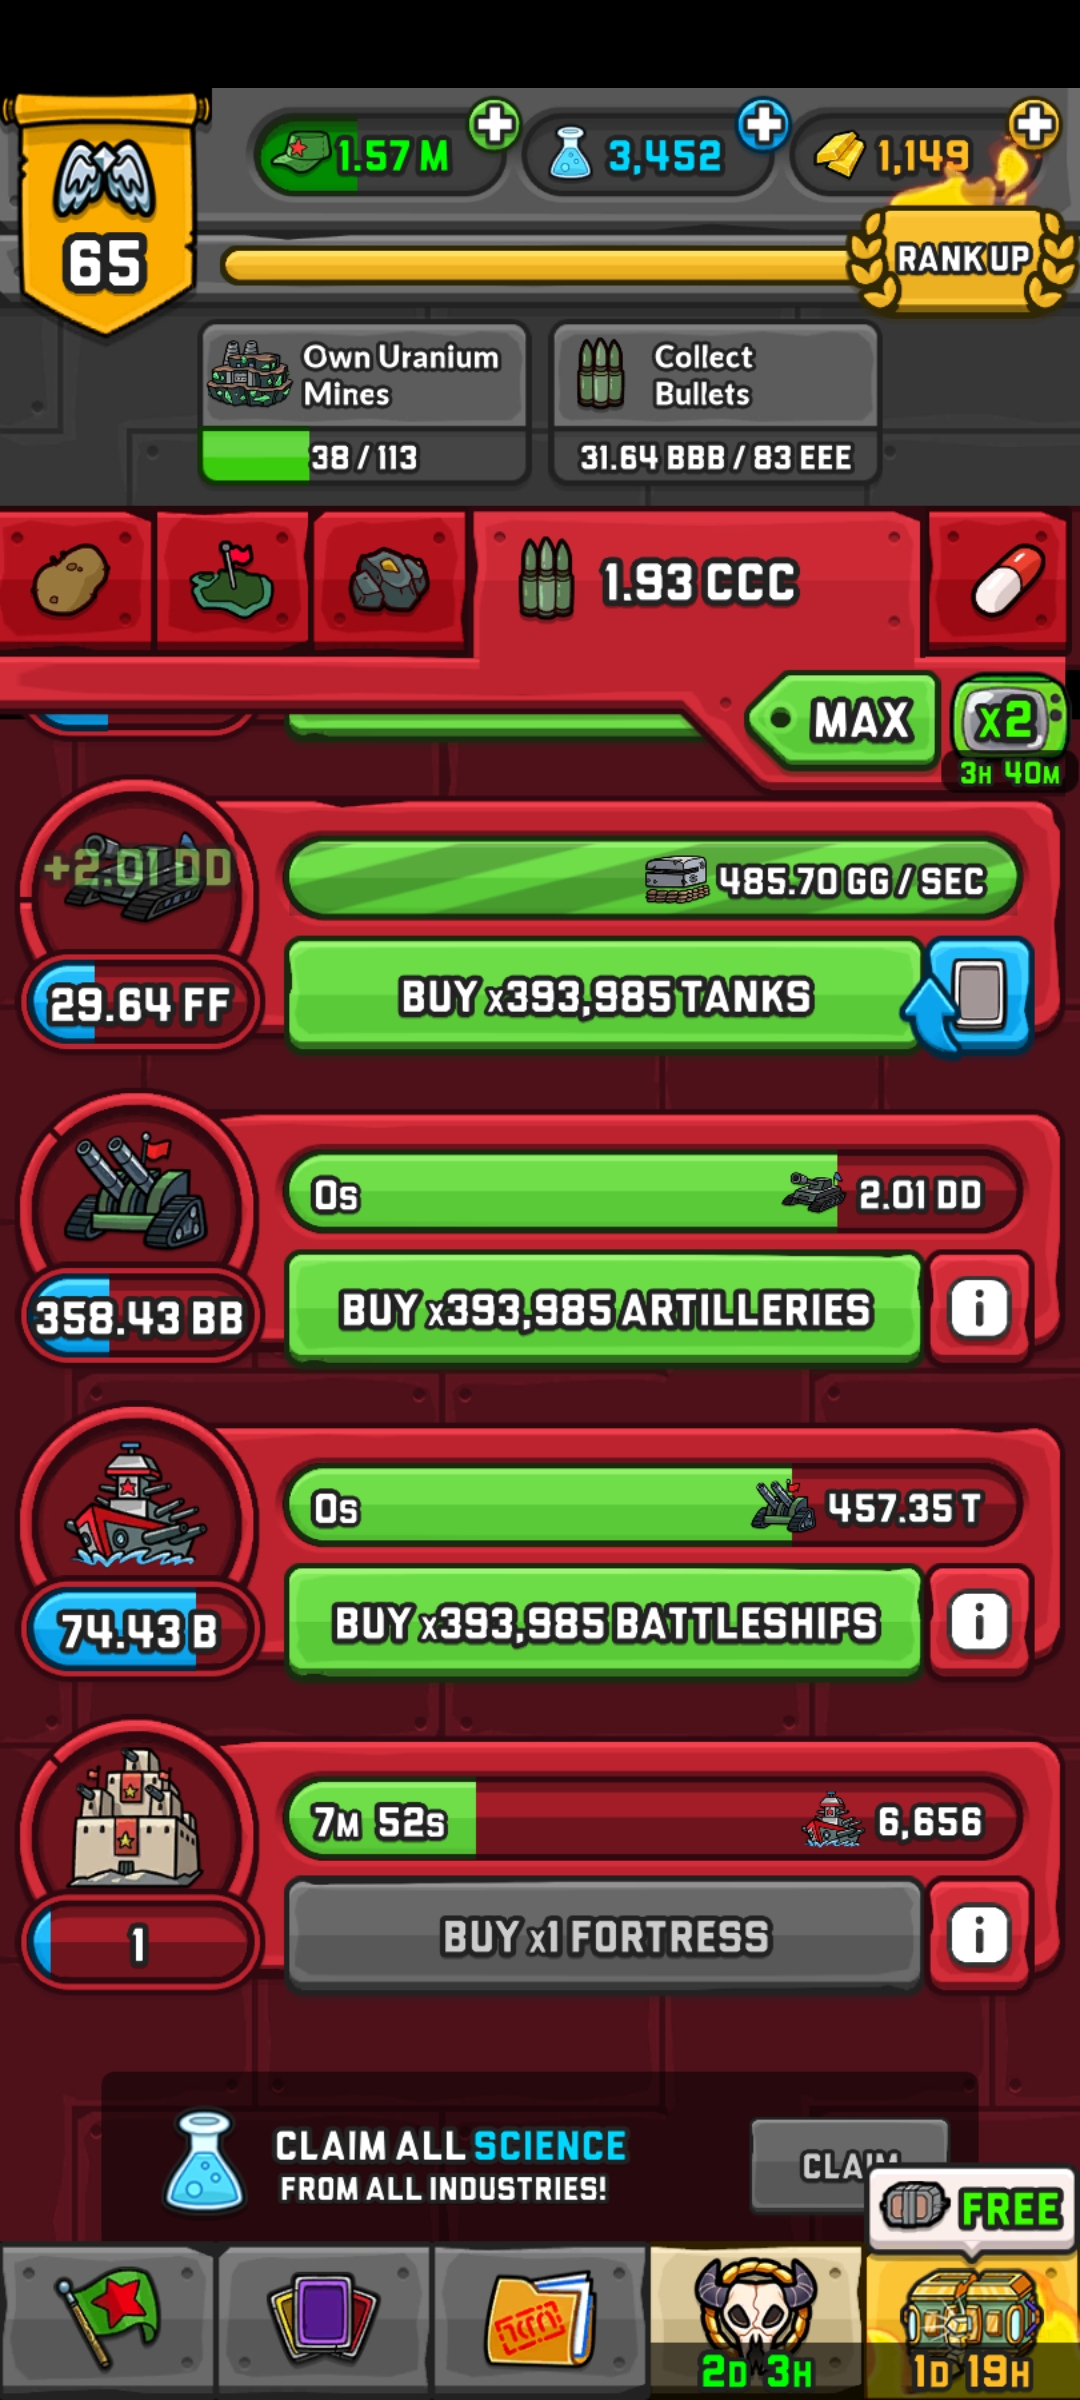 65
1.57 M
3,452
1,149
RANK UP
Own Uranium
Mines
38 / 113
Collect
Bullets
31.64 BBB / 83 EEE
1.93 CCC
MAX
x2
3H 40M
+2.01 DD
485.70 GG / SEC
29.64 FF
BUY x393,985 TANKS
0s
2.01 DD
358.43 BB
BUY x393,985 ARTILLERIES
i
0s
457.35 T
74.43 B
BUY x393,985 BATTLESHIPS
i
7M 52s
6,656
1
BUY x1 FORTRESS
i
CLAIM ALL SCIENCE
FROM ALL INDUSTRIES!
CLAIM
FREE
2D 3H
1D 19H